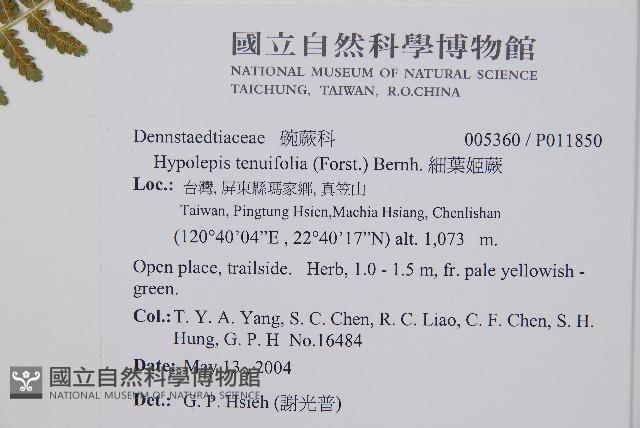 國立自然科學博物館
NATIONAL MUSEUM OF NATURAL SCIENCE
TAICHUNG, TAIWAN, R.O.CHINA
Dennstaedtiaceae 碗蕨科 005360 / P011850
Hypolepis tenuifolia (Forst.) Bernh. 細葉姬蕨
Loc.: 台灣, 屏東縣瑪家鄉, 真笠山
Taiwan, Pingtung Hsien,Machia Hsiang, Chenlishan
(120°40'04"E , 22°40'17"N) alt. 1,073 m.
Open place, trailside. Herb, 1.0 - 1.5 m, fr. pale yellowish -
green.
Col.: T. Y. A. Yang, S. C. Chen, R. C. Liao, C. F. Chen, S. H.
Hung, G. P. H No.16484
Date: May 13, 2004
國立自然科學博物館
NATIONAL MUSEUM OF NATURAL SCIENCE
Det.: G. P. Hsieh (謝光普)